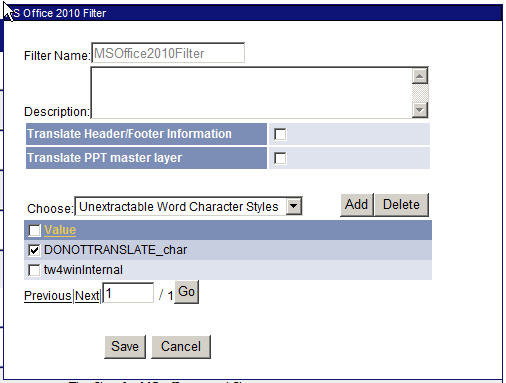 S Office 2010 Filter
Filter Name: MSOffice2010Filter
Description:
Translate Header/Footer Information
Translate PPT master layer
Choose: Unextractable Word Character Styles Add Delete
Value
DONOTTRANSLATE_char
tw4winInternal
Previous|Next| 1 / 1 Go
Save Cancel